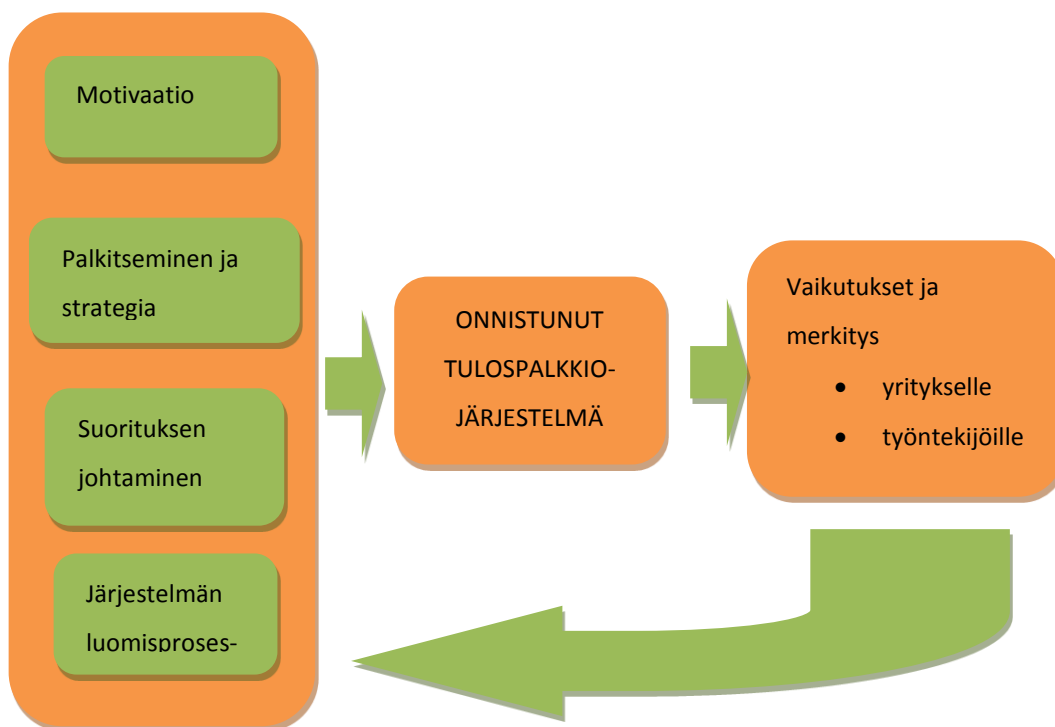 Motivaatio
Palkitseminen ja
strategia
Suorituksen
johtaminen
Järjestelmän
luomisproses-
ONNISTUNUT
TULOSPALKKIO-
JÄRJESTELMÄ
Vaikutukset ja
merkitys
• yritykselle
• työntekijöille